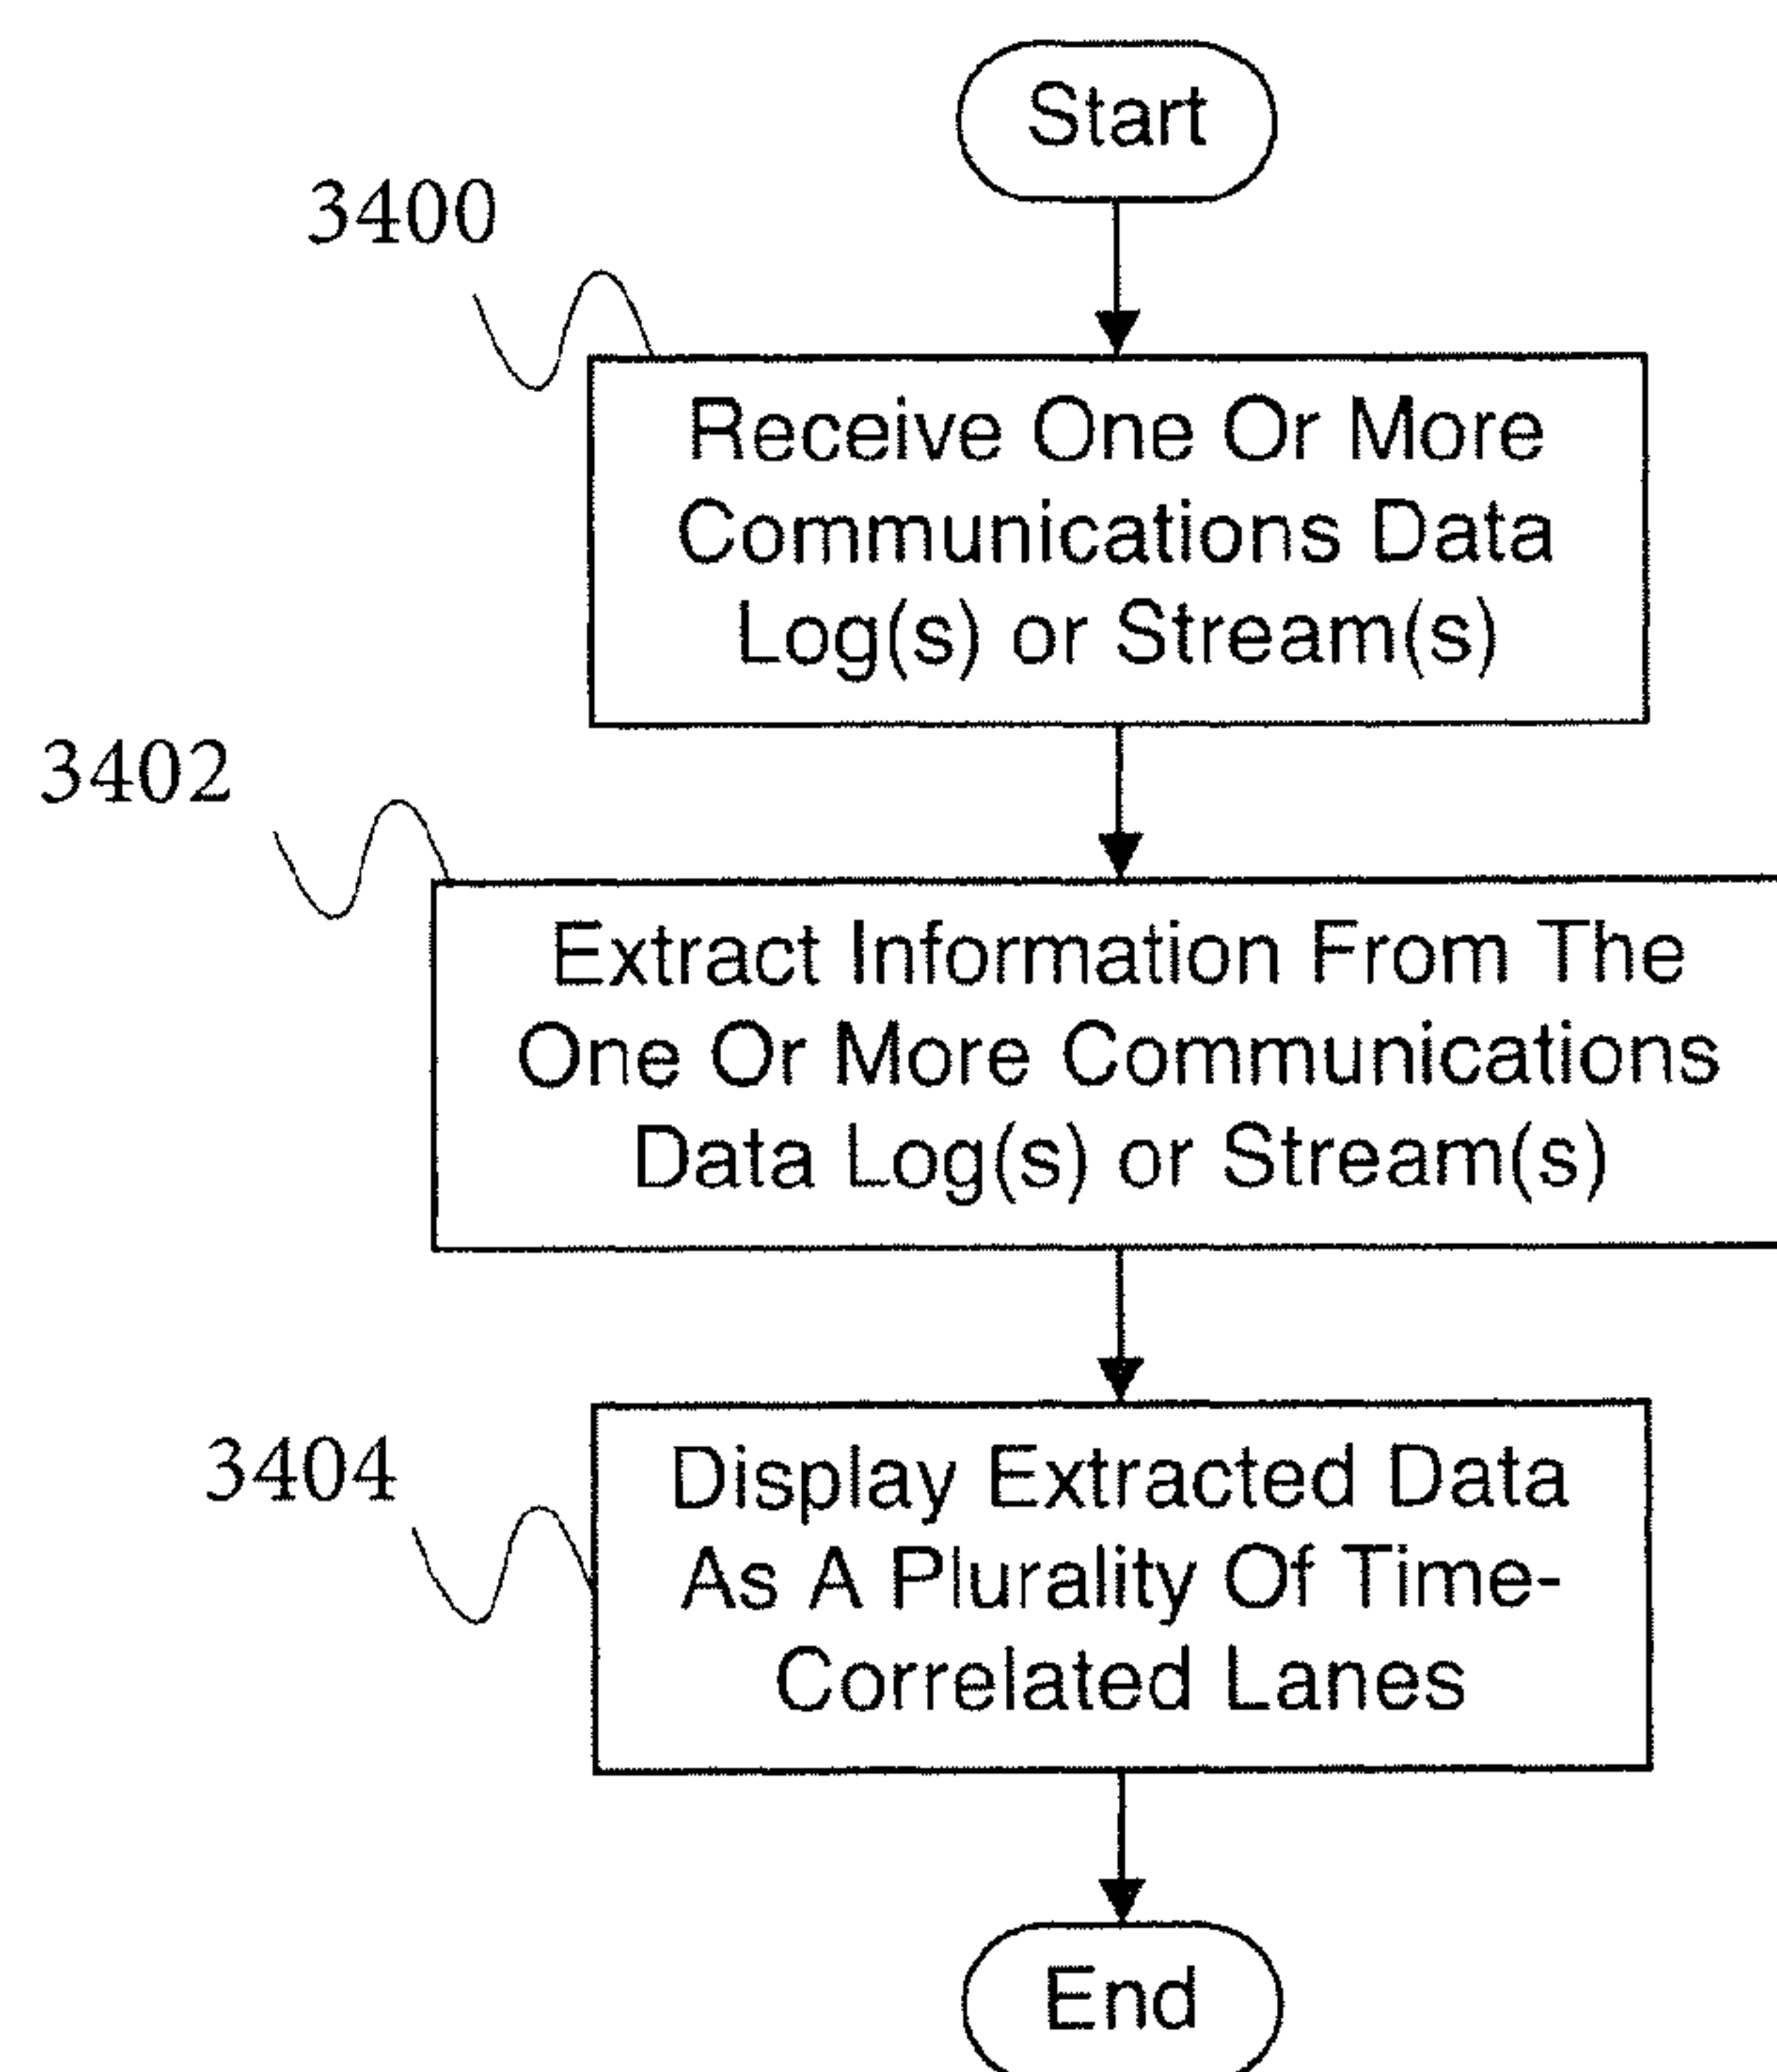 Start
3400
Receive One Or More
Communications Data
Log(s) or Stream(s)
3402
Extract Information From The
One Or More Communications
Data Log(s) or Stream(s)
3404
Display Extracted Data
As A Plurality Of Time-
Correlated Lanes
End